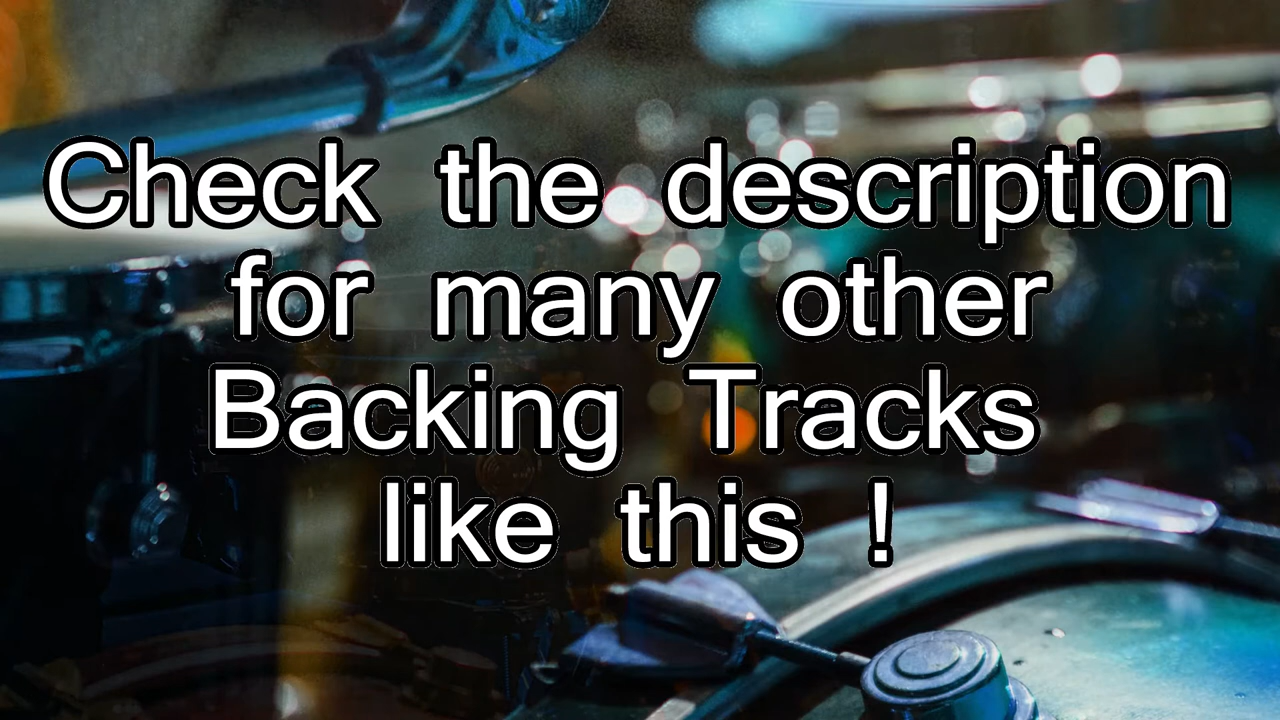 Check the description
for many other
Backing Tracks
like this !